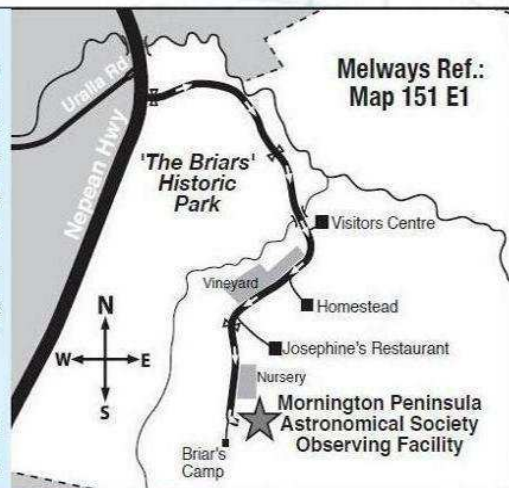 Uralla Rd
Nepean Hwy
Melways Ref.:
Map 151 E1
'The Briars'
Historic
Park
Visitors Centre
Vineyard
Homestead
N
W
E
S
Josephine's Restaurant
Nursery
Mornington Peninsula
Astronomical Society
Observing Facility
Briar's
Camp